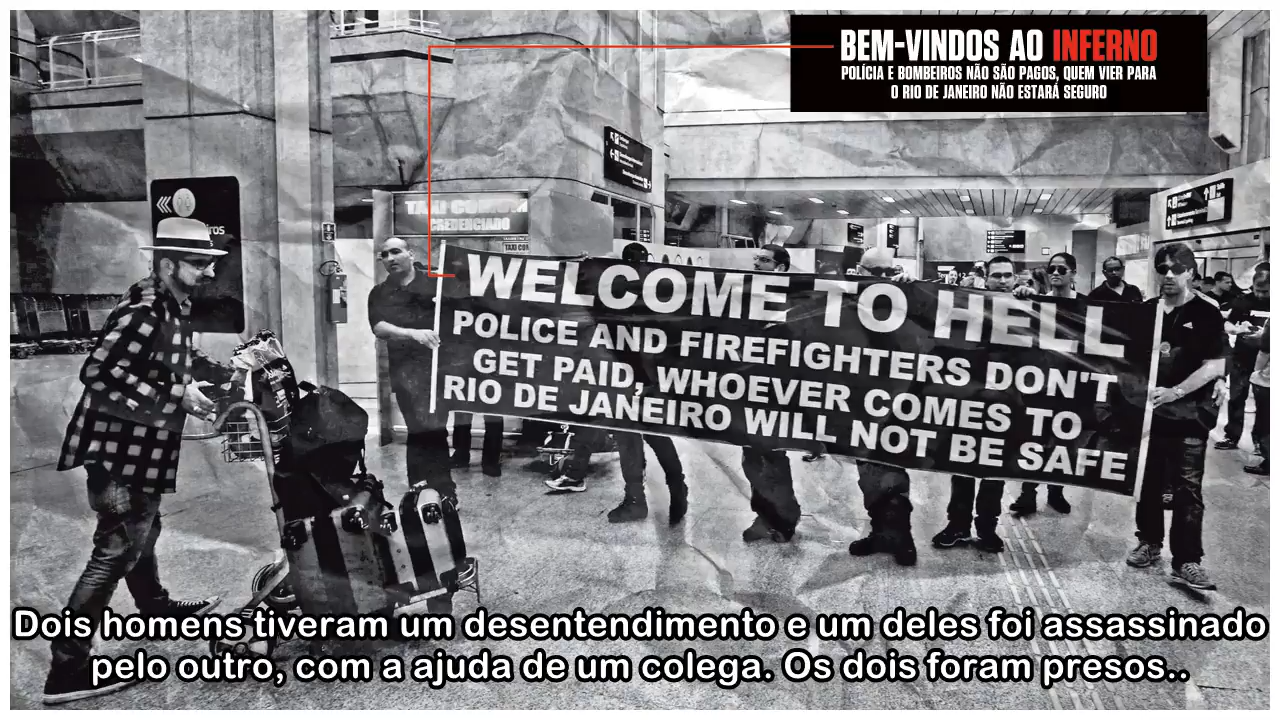 BEM-VINDOS AO INFERNO
POLÍCIA E BOMBEIROS NÃO SÃO PAGOS, QUEM VIER PARA
O RIO DE JANEIRO NÃO ESTARÁ SEGURO
TAXI COMUM
CREDENCIADO
TAXI COM
WELCOME TO HELL
POLICE AND FIREFIGHTERS DON'T
GET PAID, WHOEVER COMES TO
RIO DE JANEIRO WILL NOT BE SAFE
Dois homens tiveram um desentendimento e um deles foi assassinado
pelo outro, com a ajuda de um colega. Os dois foram presos..